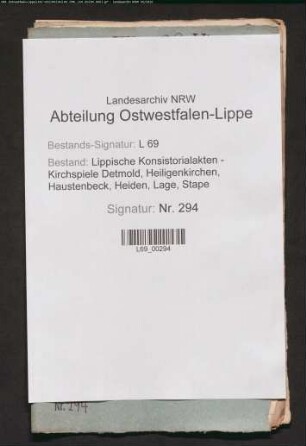 Landesarchiv NRW
Abteilung Ostwestfalen-Lippe
Bestands-Signatur: L 69
Bestand: Lippische Konsistorialakten -
Kirchspiele Detmold, Heiligenkirchen,
Haustenbeck, Heiden, Lage, Stape
Signatur: Nr. 294
L69_00294
Nr. 294